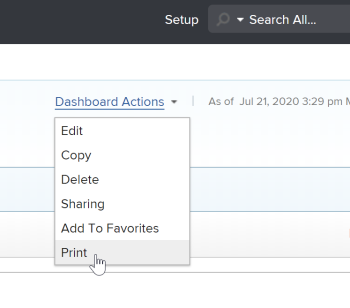 Setup Search All...
Dashboard Actions As of Jul 21, 2020 3:29 pm
Edit
Copy
Delete
Sharing
Add To Favorites
Print